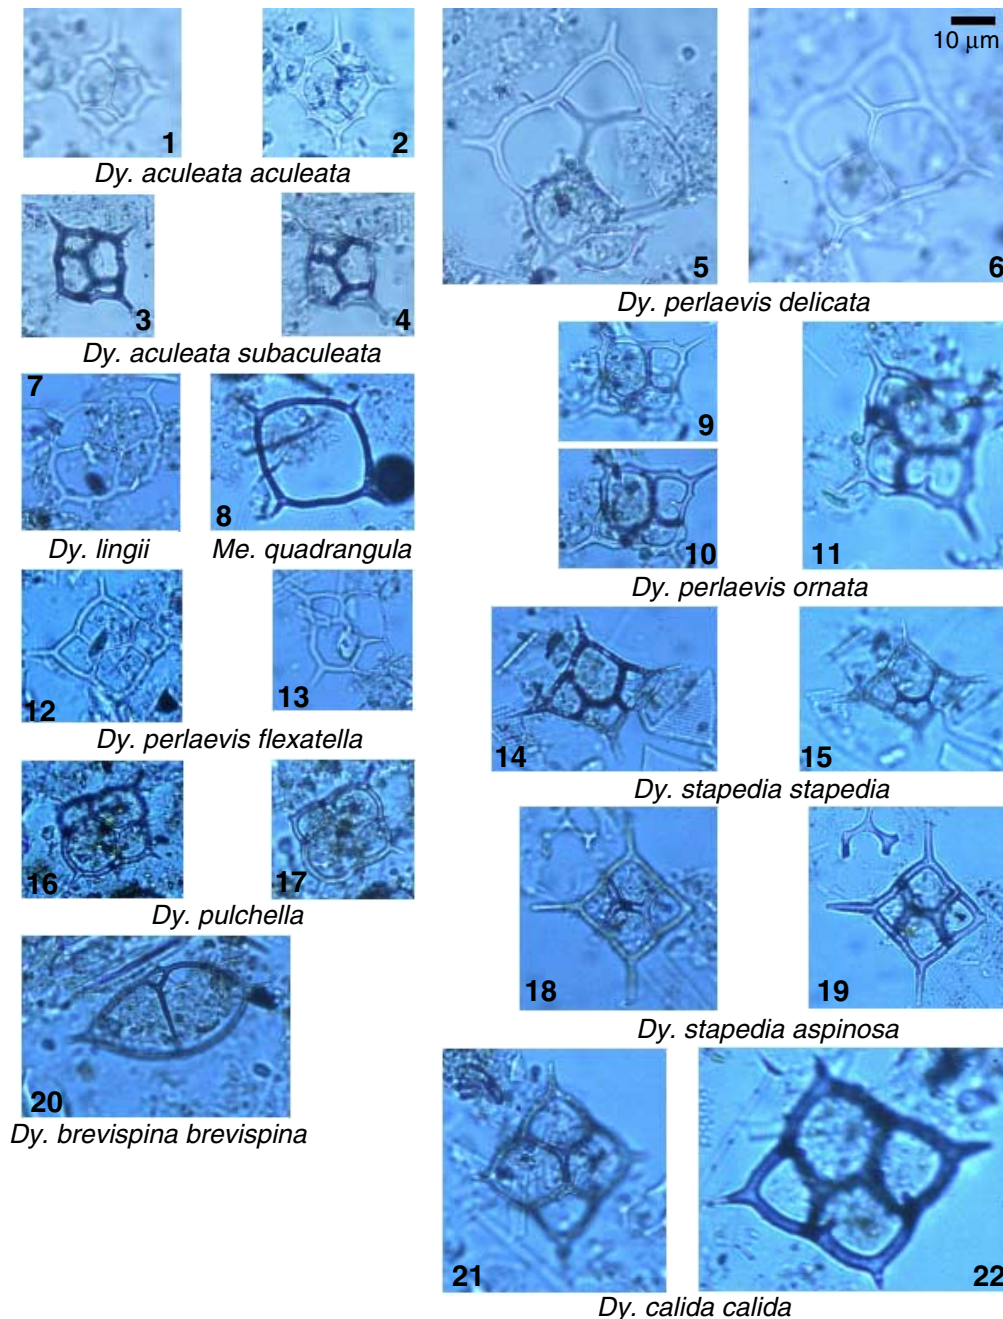 1
2
Dy. aculeata aculeata
3
4
Dy. aculeata subaculeata
5
6
10 µm
Dy. perlaevis delicata
7
8
Dy. lingii
Me. quadrangula
9
10
11
Dy. perlaevis ornata
12
13
Dy. perlaevis flexatella
14
15
Dy. stapedia stapedia
16
17
Dy. pulchella
18
19
Dy. stapedia aspinosa
20
Dy. brevispina brevispina
21
22
Dy. calida calida